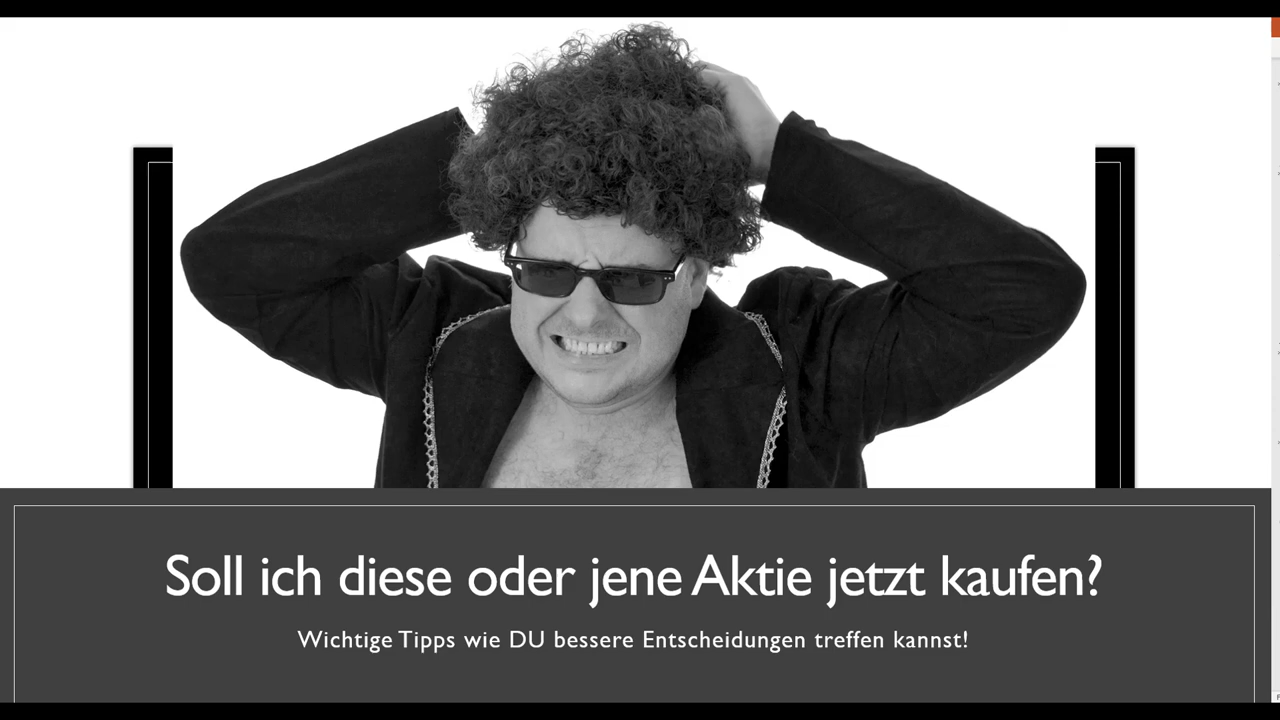 Soll ich diese oder jene Aktie jetzt kaufen?
Wichtige Tipps wie DU bessere Entscheidungen treffen kannst!